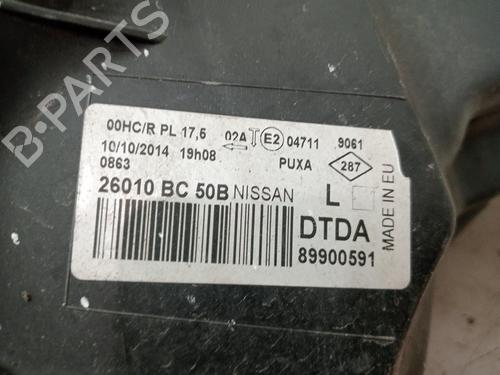 00HC/R PL 17,5 02A E2 04711 9061
10/10/2014 19h08 PUXA 287
0863
26010 BC 50B NISSAN L
DTDA
89900591
MADE IN EU
B-PARTS